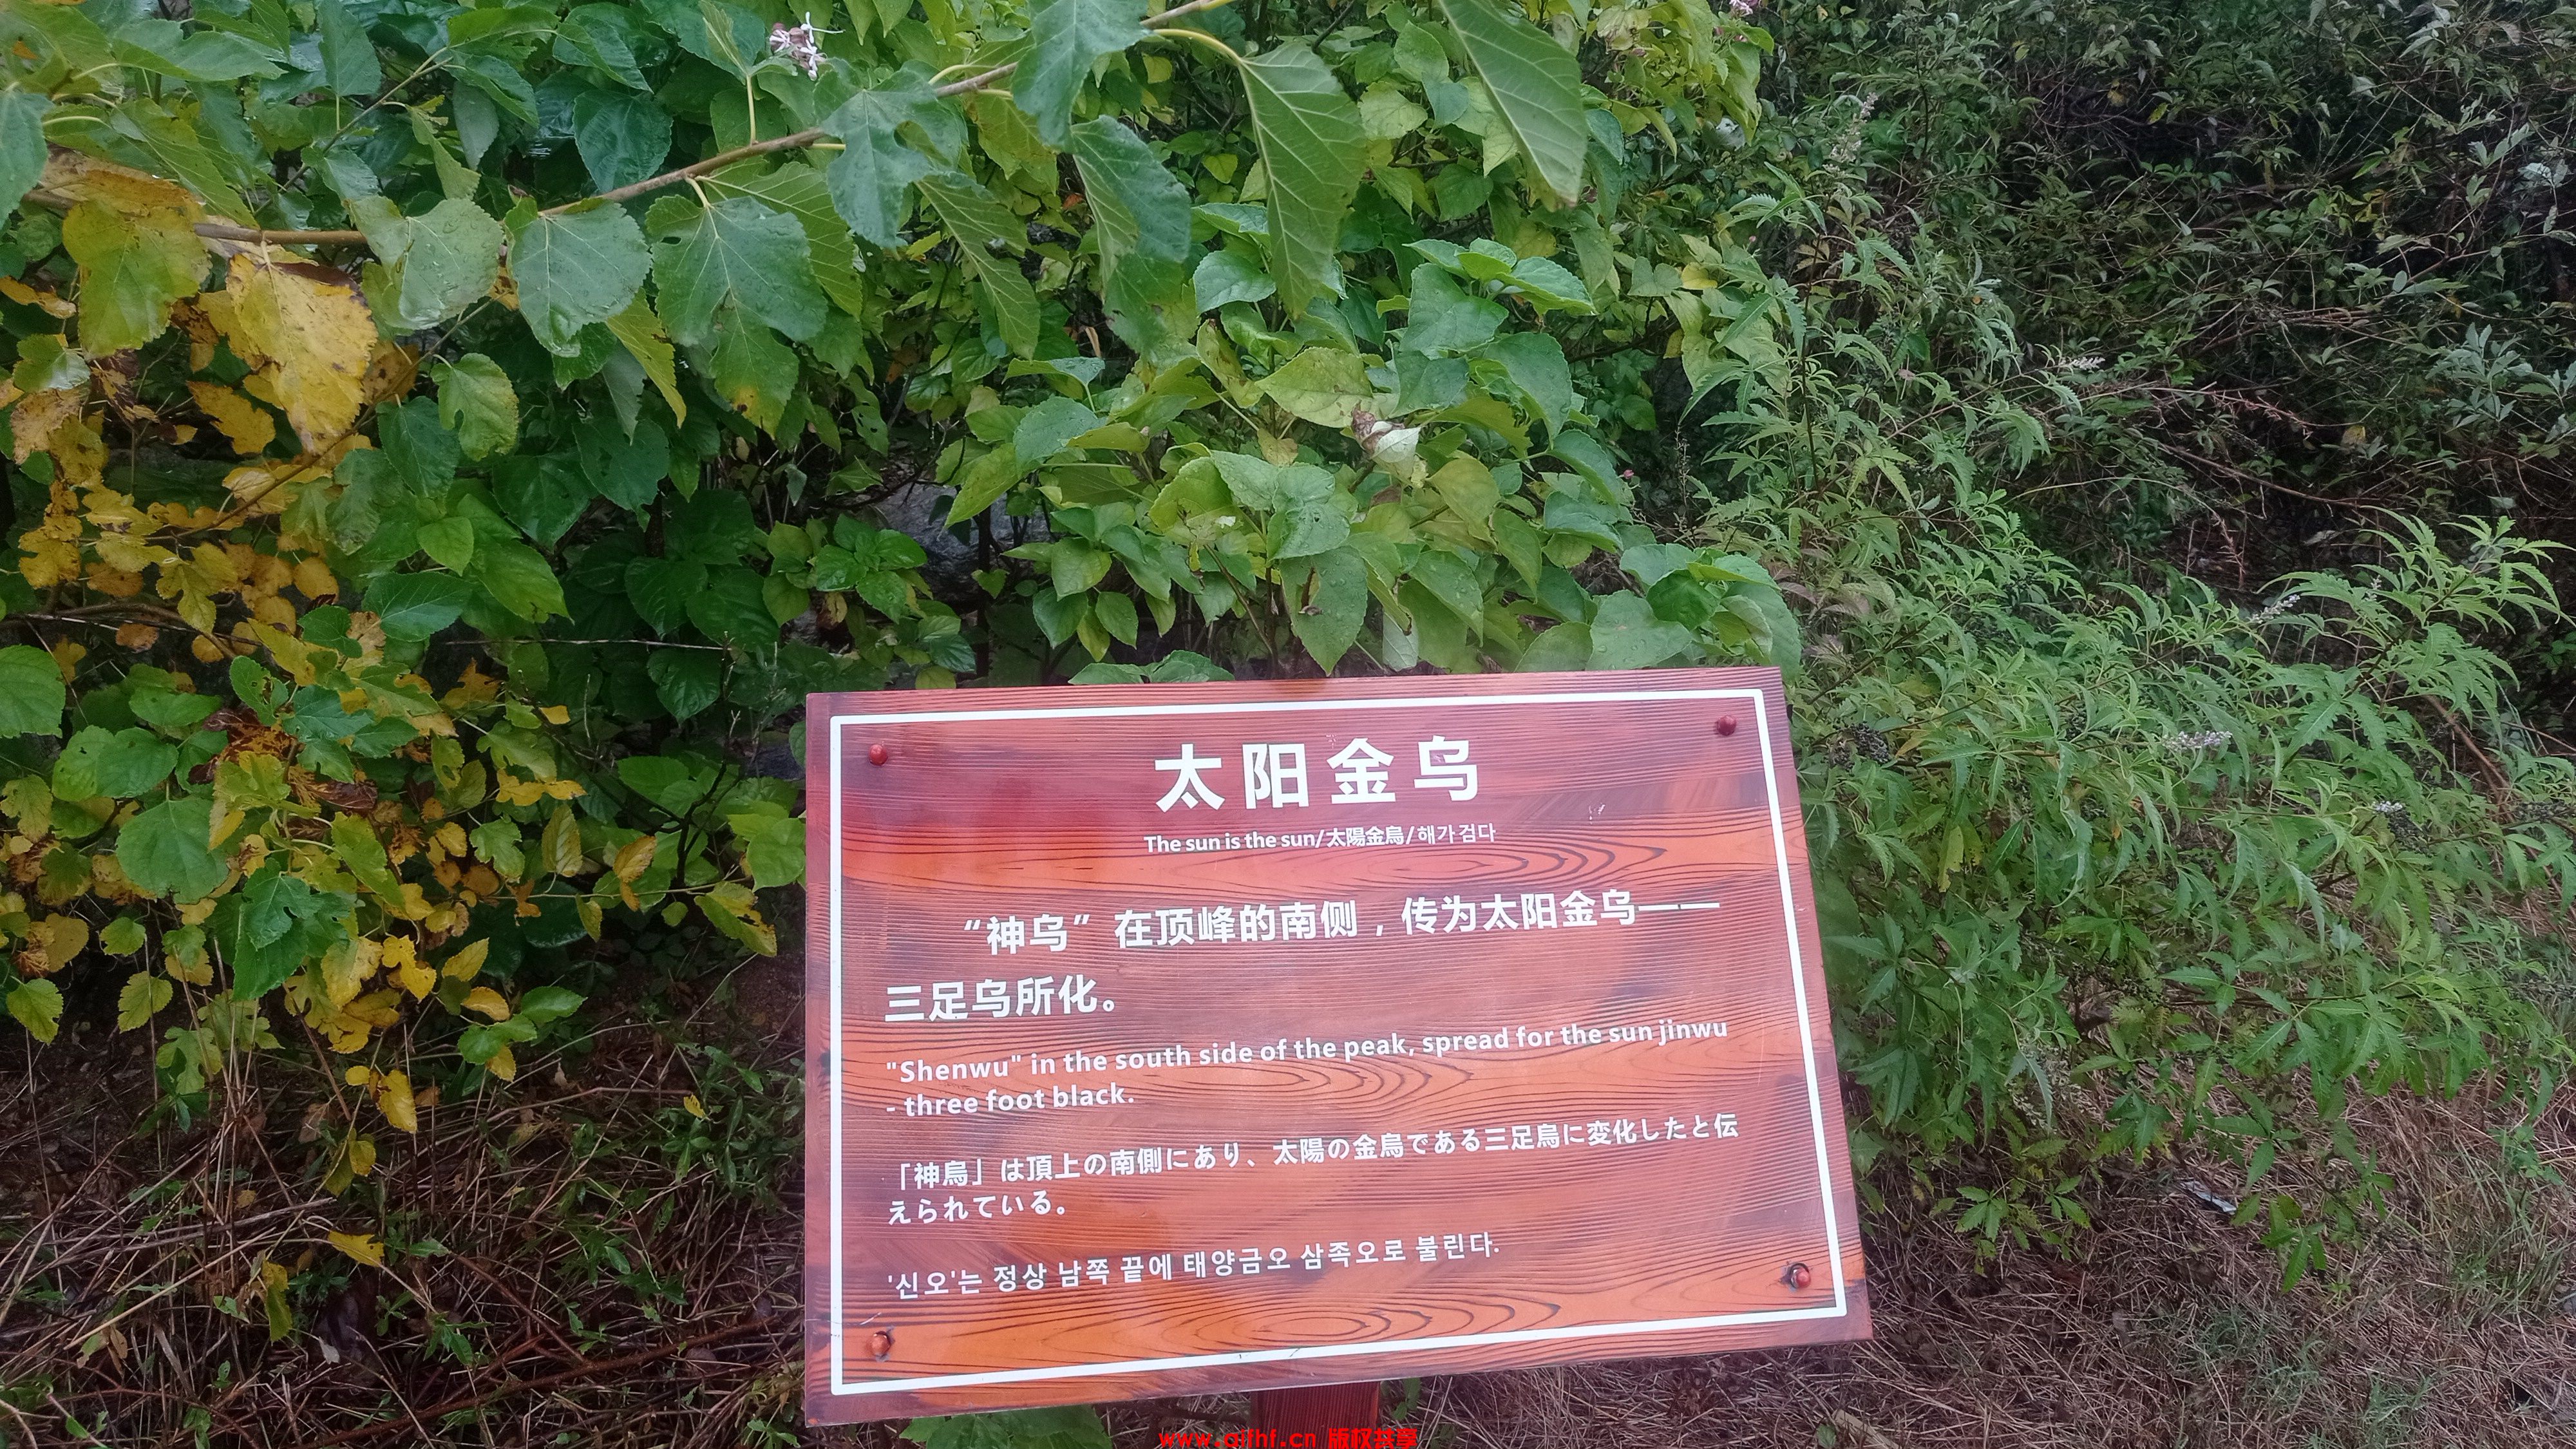 太阳金乌
The sun is the sun/太陽金烏/해가 검다
“神乌”在顶峰的南侧，传为太阳金乌——
三足乌所化。
"Shenwu" in the south side of the peak, spread for the sun jinwu
- three foot black.
「神烏」は頂上の南側にあり、太陽の金烏である三足烏に変化したと伝
えられている。
'신오'는 정상 남쪽 끝에 태양금오 삼족오로 불린다.
www.qlfhf.cn 版权共享